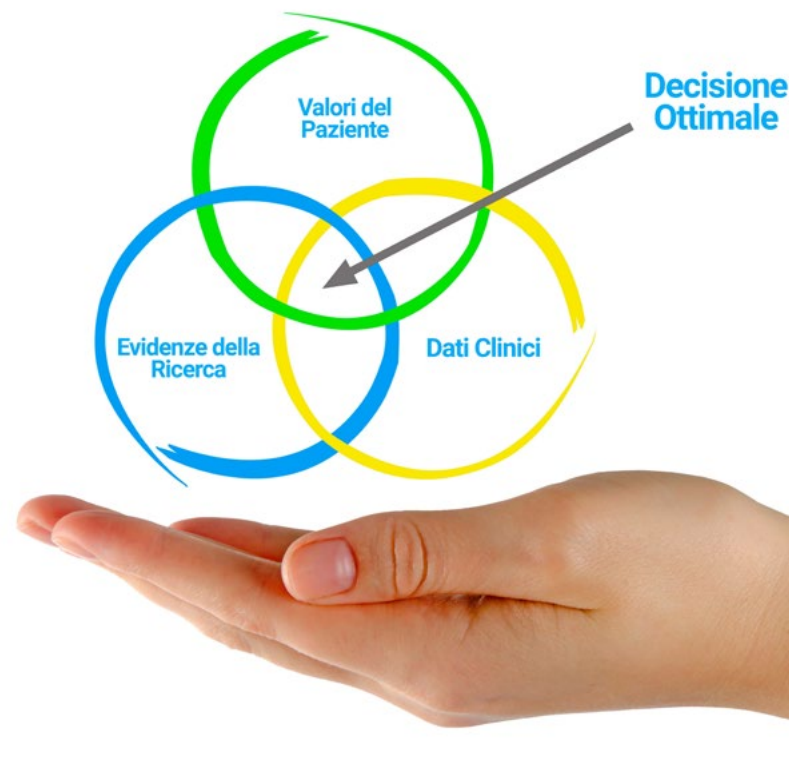 Valori del
Paziente
Decisione
Ottimale
Evidenze della
Ricerca
Dati Clinici